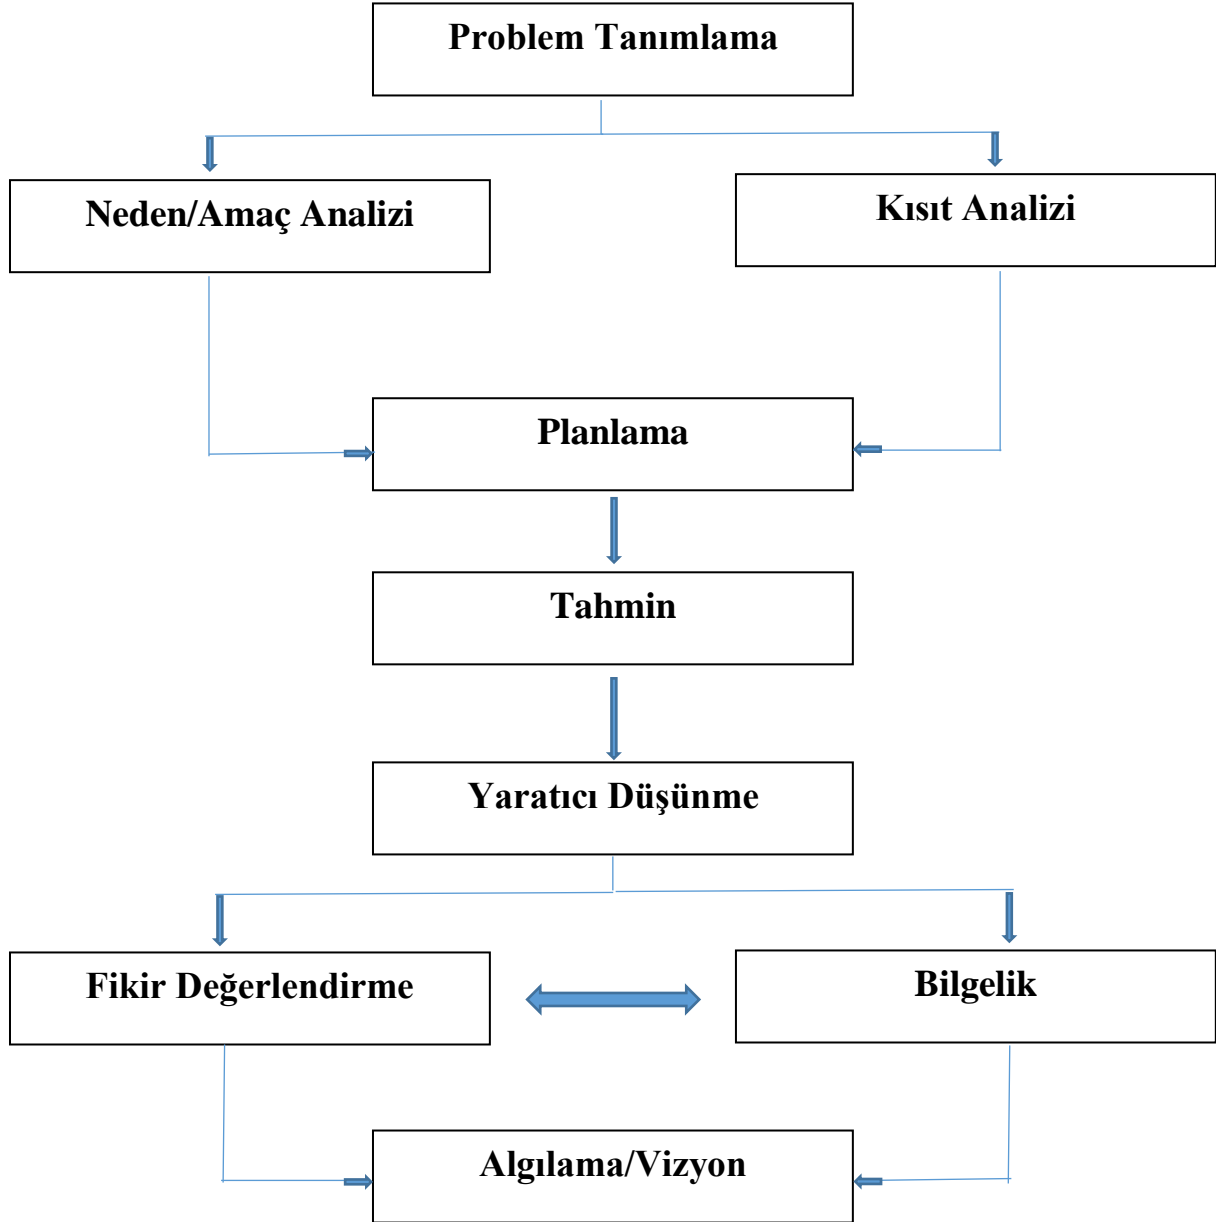 Problem Tanımlama
Neden/Amaç Analizi
Kısıt Analizi
Planlama
Tahmin
Yaratıcı Düşünme
Fikir Değerlendirme
Bilgelik
Algılama/Vizyon